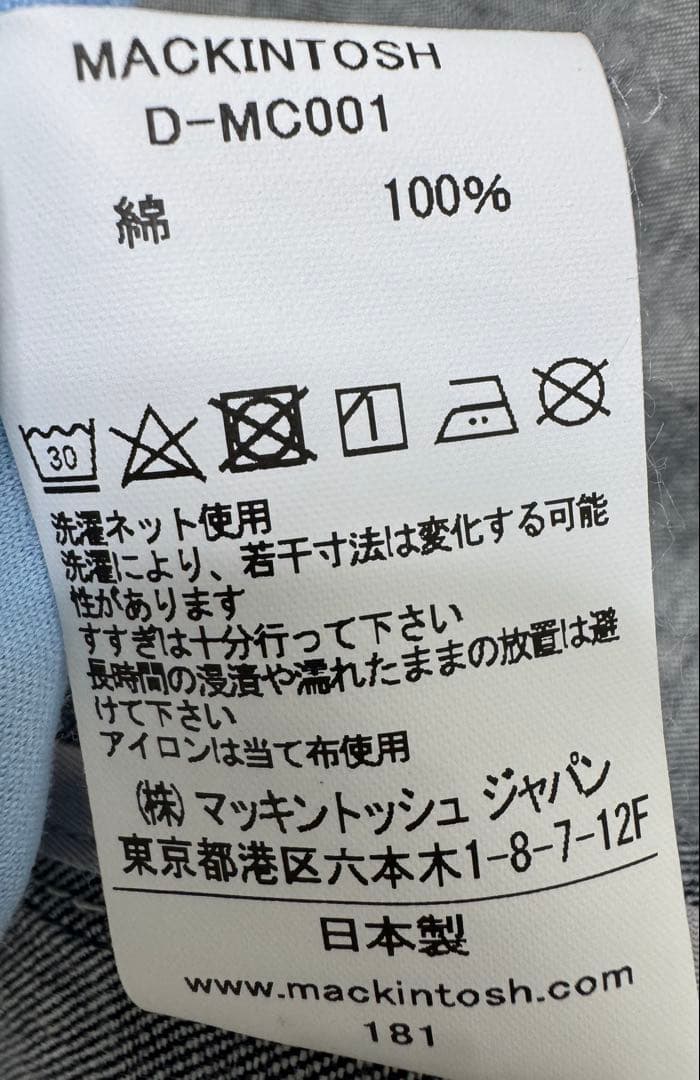 MACKINTOSH
D-MC001
綿 100%
30
洗濯ネット使用
洗濯により、若干寸法は変化する可能
性があります
すすぎは十分行って下さい
長時間の浸漬や濡れたままの放置は避
けて下さい
アイロンは当て布使用
(株)マッキントッシュ ジャパン
東京都港区六本木1-8-7-12F
日本製
www.mackintosh.com
181